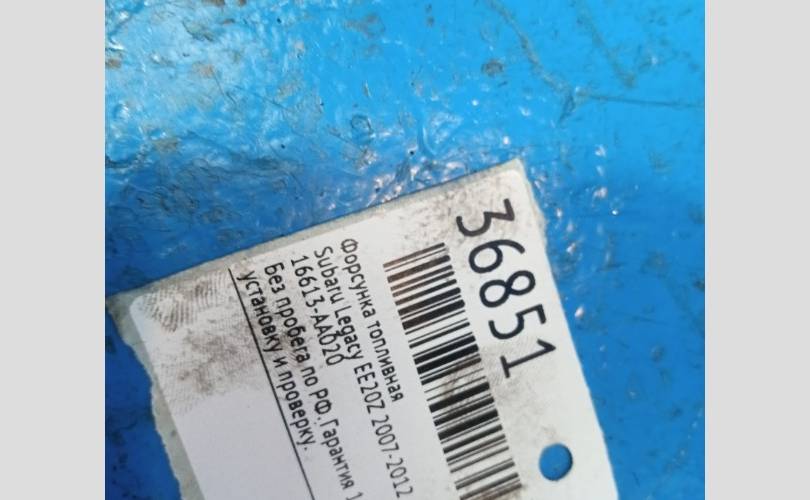 36851
Форсунка топливная
Subaru Legacy EE20Z 2007-2012
16613-AA020
Без пробега по РФ. Гарантия 1
установку и проверку.